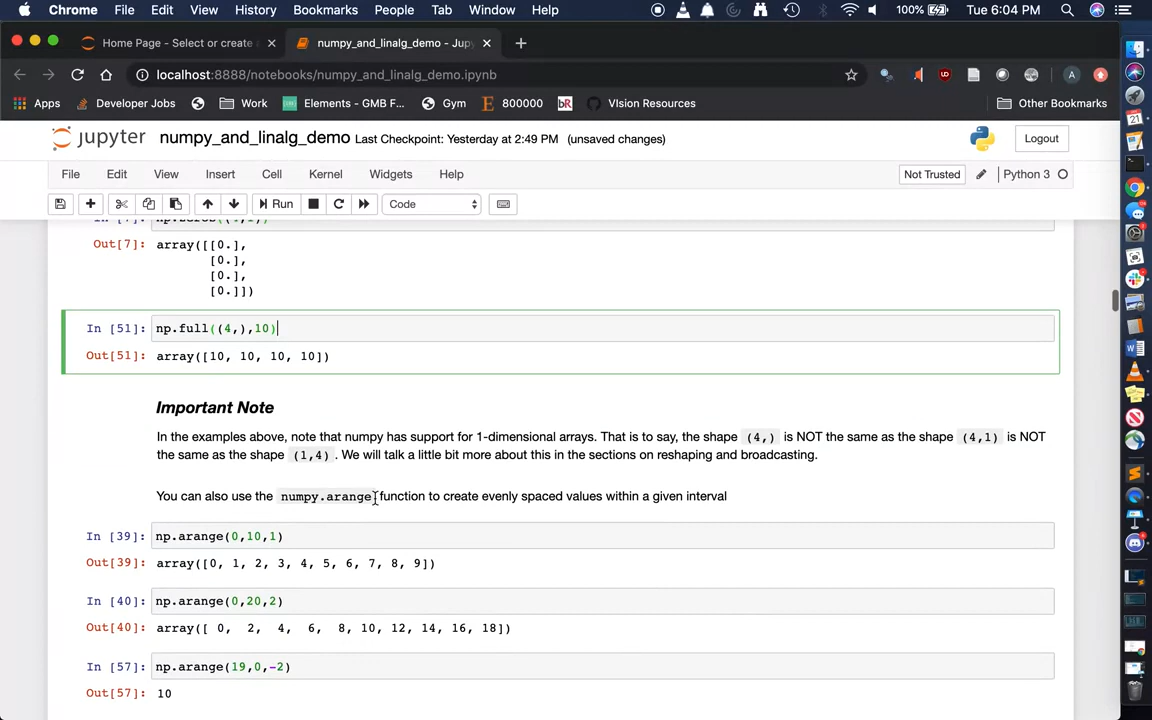 Chrome File Edit View History Bookmarks People Tab Window Help 100% Tue 6:04 PM
Home Page - Select or create numpy_and_linalg_demo - Jupy
localhost:8888/notebooks/numpy_and_linalg_demo.ipynb
Apps Developer Jobs Work Elements - GMB F... Gym 800000 VIsion Resources Other Bookmarks
jupyter numpy_and_linalg_demo Last Checkpoint: Yesterday at 2:49 PM (unsaved changes) Logout
File Edit View Insert Cell Kernel Widgets Help Not Trusted Python 3
Run Code
Out[7]: array([[0.],
[0.],
[0.],
[0.]])
In [51]: np.full((4,),10)
Out[51]: array([10, 10, 10, 10])
Important Note
In the examples above, note that numpy has support for 1-dimensional arrays. That is to say, the shape (4,) is NOT the same as the shape (4,1) is NOT
the same as the shape (1,4). We will talk a little bit more about this in the sections on reshaping and broadcasting.
You can also use the numpy.arange function to create evenly spaced values within a given interval
In [39]: np.arange(0,10,1)
Out[39]: array([0, 1, 2, 3, 4, 5, 6, 7, 8, 9])
In [40]: np.arange(0,20,2)
Out[40]: array([ 0, 2, 4, 6, 8, 10, 12, 14, 16, 18])
In [57]: np.arange(19,0,-2)
Out[57]: 10